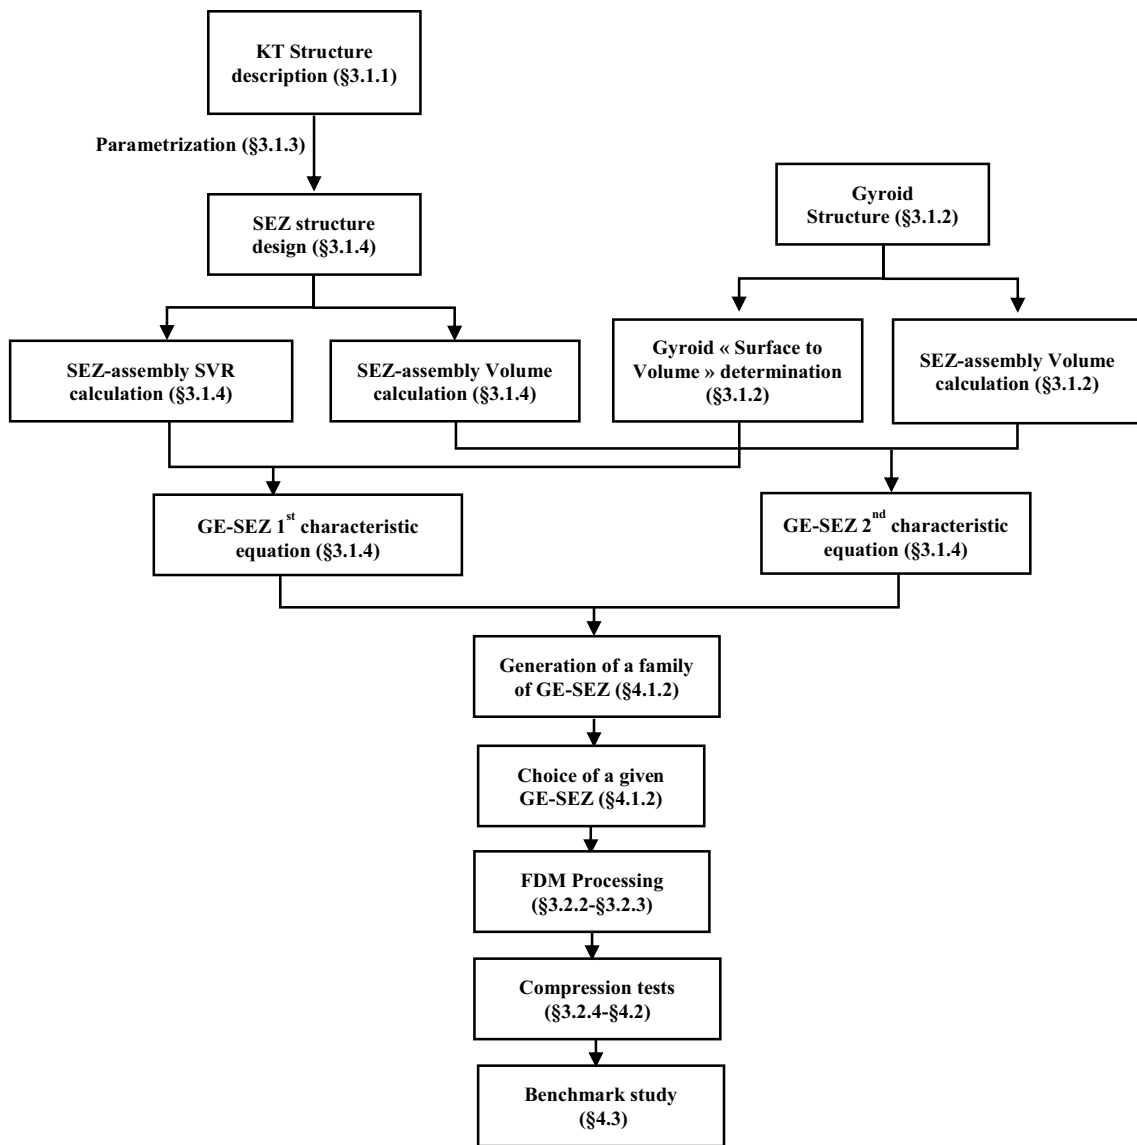 KT Structure
description (§3.1.1)
Parametrization (§3.1.3)
SEZ structure
design (§3.1.4)
Gyroid
Structure (§3.1.2)
SEZ-assembly SVR
calculation (§3.1.4)
SEZ-assembly Volume
calculation (§3.1.4)
Gyroid « Surface to
Volume » determination
(§3.1.2)
SEZ-assembly Volume
calculation (§3.1.2)
GE-SEZ 1st characteristic
equation (§3.1.4)
GE-SEZ 2nd characteristic
equation (§3.1.4)
Generation of a family
of GE-SEZ (§4.1.2)
Choice of a given
GE-SEZ (§4.1.2)
FDM Processing
(§3.2.2-§3.2.3)
Compression tests
(§3.2.4-§4.2)
Benchmark study
(§4.3)